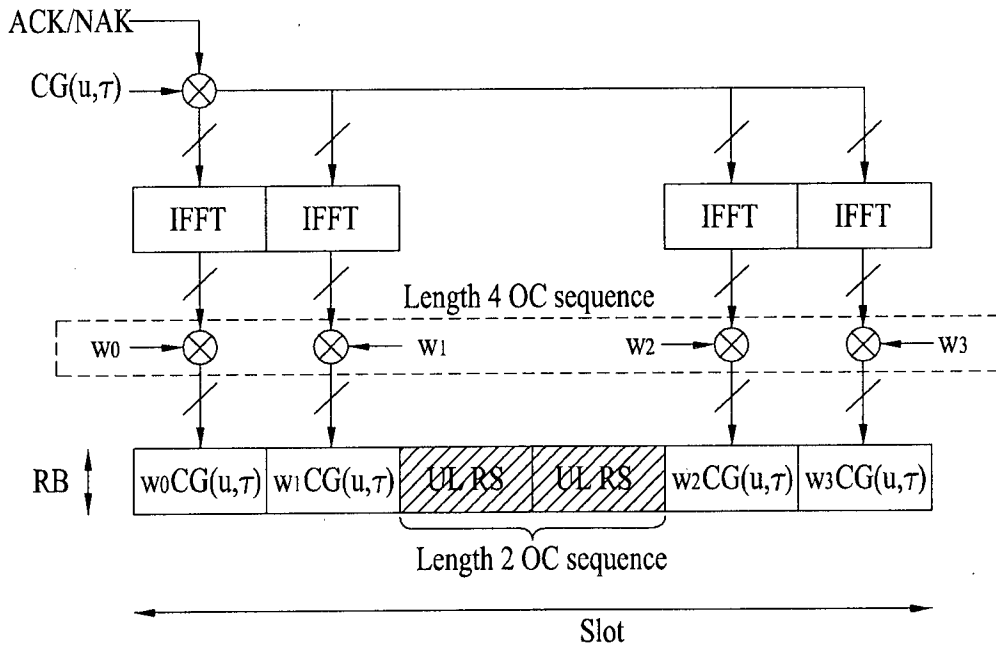 ACK/NAK
CG(u,τ)
IFFT IFFT IFFT IFFT
Length 4 OC sequence
w0 w1 w2 w3
RB
w0CG(u,τ) w1CG(u,τ) UL RS UL RS w2CG(u,τ) w3CG(u,τ)
Length 2 OC sequence
Slot